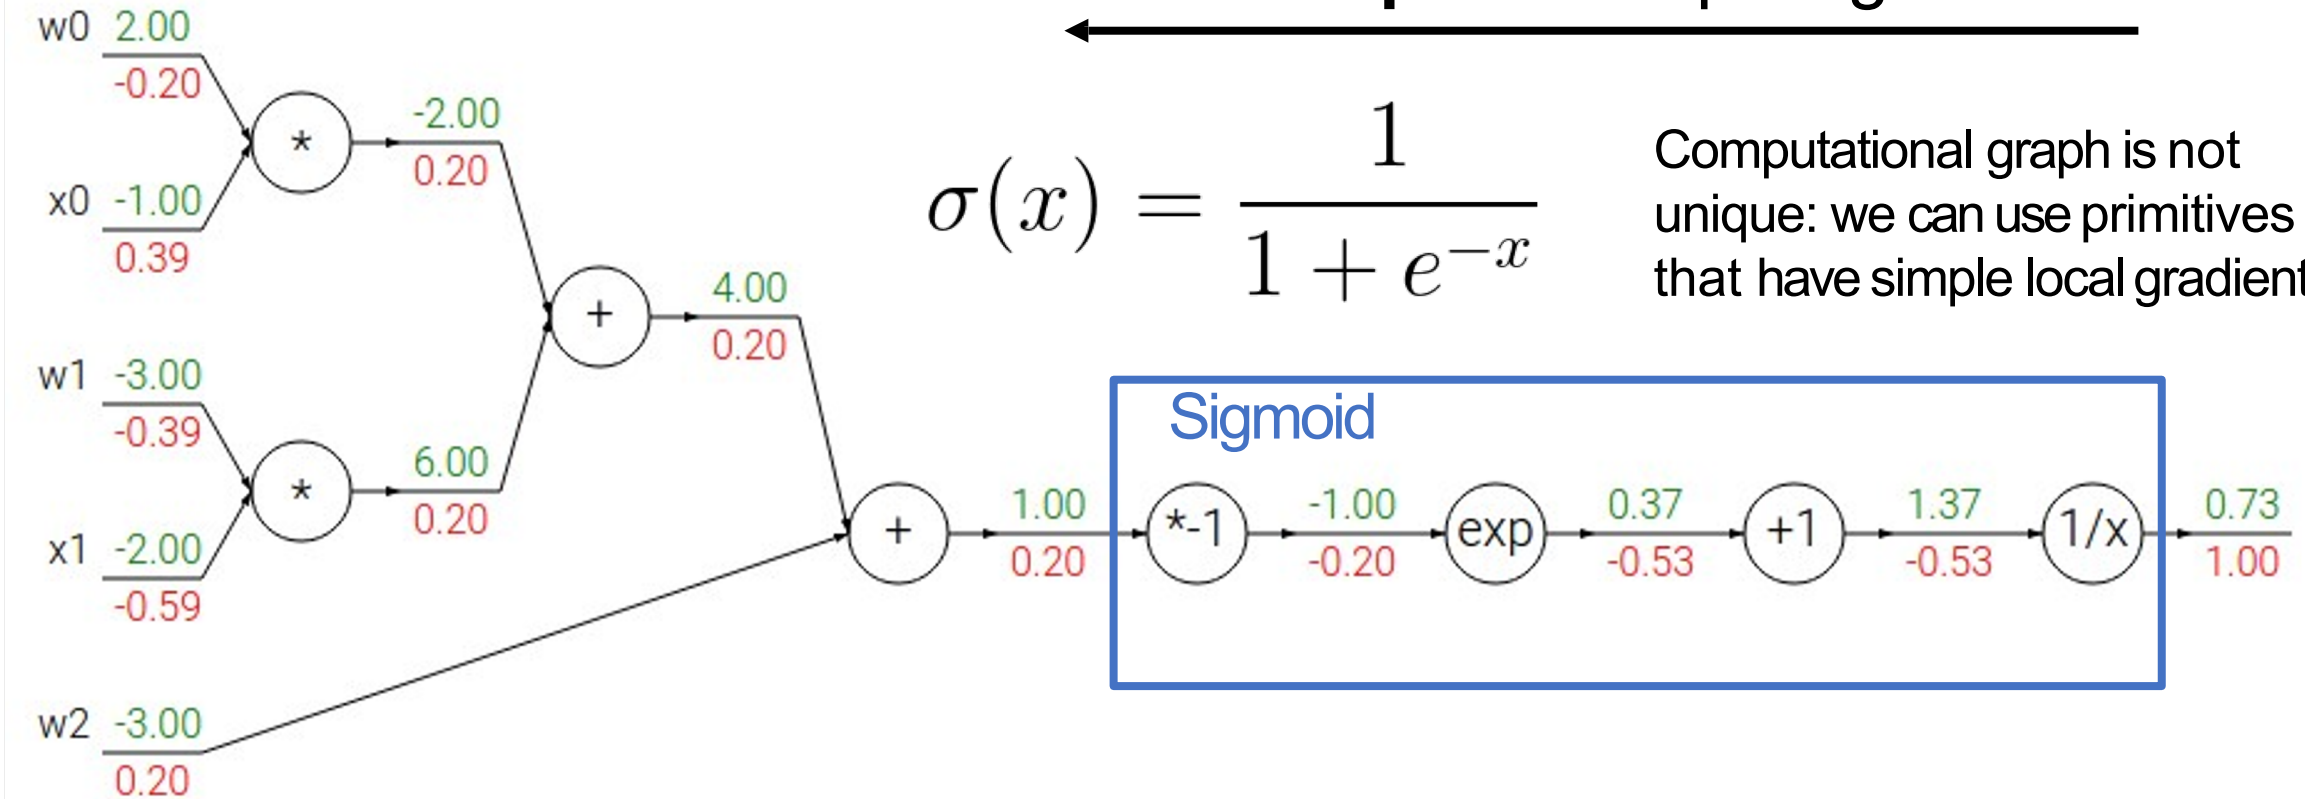 w0 2.00
-0.20
*
-2.00
0.20
x0 -1.00
0.39
+
4.00
0.20
w1 -3.00
-0.39
*
6.00
0.20
x1 -2.00
-0.59
w2 -3.00
0.20
σ(x) = 1 / (1 + e^{-x})
Computational graph is not
unique: we can use primitives
that have simple local gradient
Sigmoid
+
1.00
0.20
*-1
-1.00
-0.20
exp
0.37
-0.53
+1
1.37
-0.53
1/x
0.73
1.00